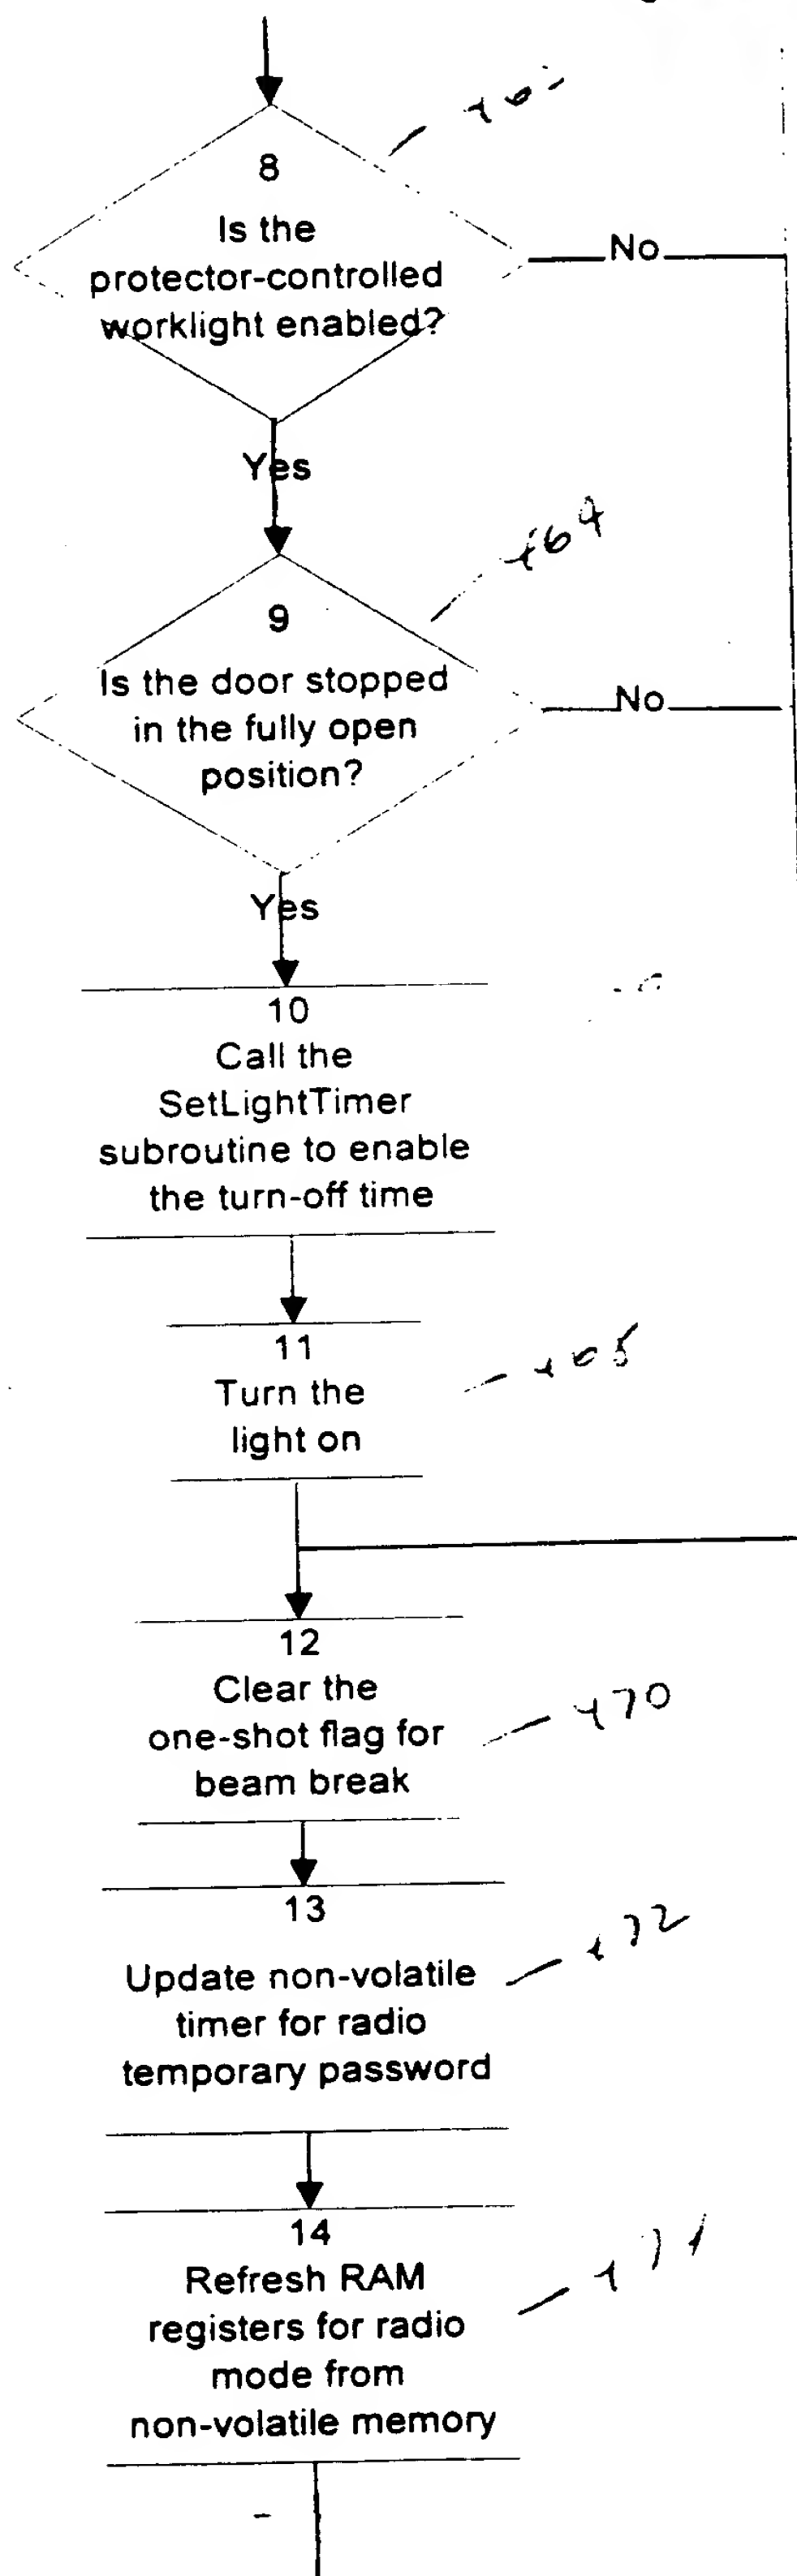 8
Is the
protector-controlled
worklight enabled?
No
Yes
464
9
Is the door stopped
in the fully open
position?
No
Yes
10
Call the
SetLightTimer
subroutine to enable
the turn-off time
11
Turn the
light on
12
Clear the
one-shot flag for
beam break
470
13
Update non-volatile
timer for radio
temporary password
472
14
Refresh RAM
registers for radio
mode from
non-volatile memory